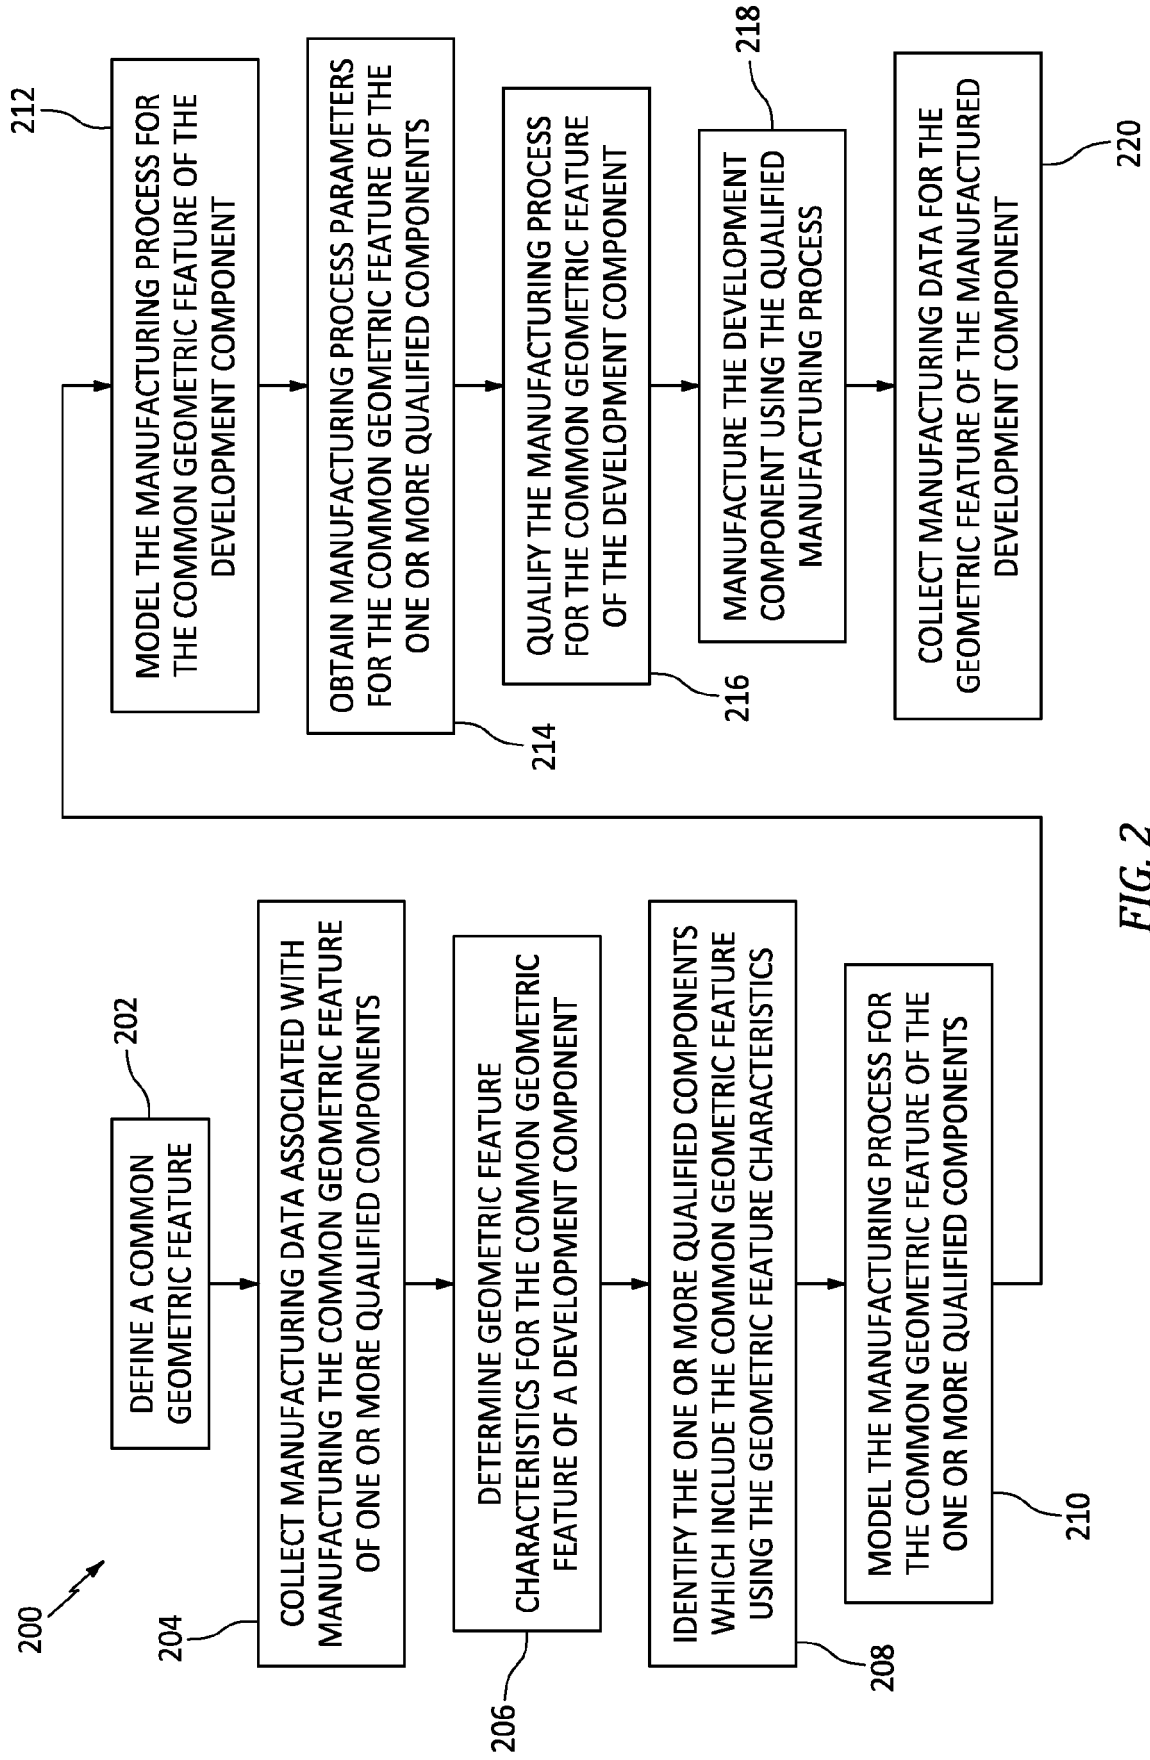 200
DEFINE A COMMON
GEOMETRIC FEATURE
202
COLLECT MANUFACTURING DATA ASSOCIATED WITH
MANUFACTURING THE COMMON GEOMETRIC FEATURE
OF ONE OR MORE QUALIFIED COMPONENTS
204
DETERMINE GEOMETRIC FEATURE
CHARACTERISTICS FOR THE COMMON GEOMETRIC
FEATURE OF A DEVELOPMENT COMPONENT
206
IDENTIFY THE ONE OR MORE QUALIFIED COMPONENTS
WHICH INCLUDE THE COMMON GEOMETRIC FEATURE
USING THE GEOMETRIC FEATURE CHARACTERISTICS
208
MODEL THE MANUFACTURING PROCESS FOR
THE COMMON GEOMETRIC FEATURE OF THE
ONE OR MORE QUALIFIED COMPONENTS
210
MODEL THE MANUFACTURING PROCESS FOR
THE COMMON GEOMETRIC FEATURE OF THE
DEVELOPMENT COMPONENT
212
OBTAIN MANUFACTURING PROCESS PARAMETERS
FOR THE COMMON GEOMETRIC FEATURE OF THE
ONE OR MORE QUALIFIED COMPONENTS
214
QUALIFY THE MANUFACTURING PROCESS
FOR THE COMMON GEOMETRIC FEATURE
OF THE DEVELOPMENT COMPONENT
216
MANUFACTURE THE DEVELOPMENT
COMPONENT USING THE QUALIFIED
MANUFACTURING PROCESS
218
COLLECT MANUFACTURING DATA FOR THE
GEOMETRIC FEATURE OF THE MANUFACTURED
DEVELOPMENT COMPONENT
220
FIG. 2